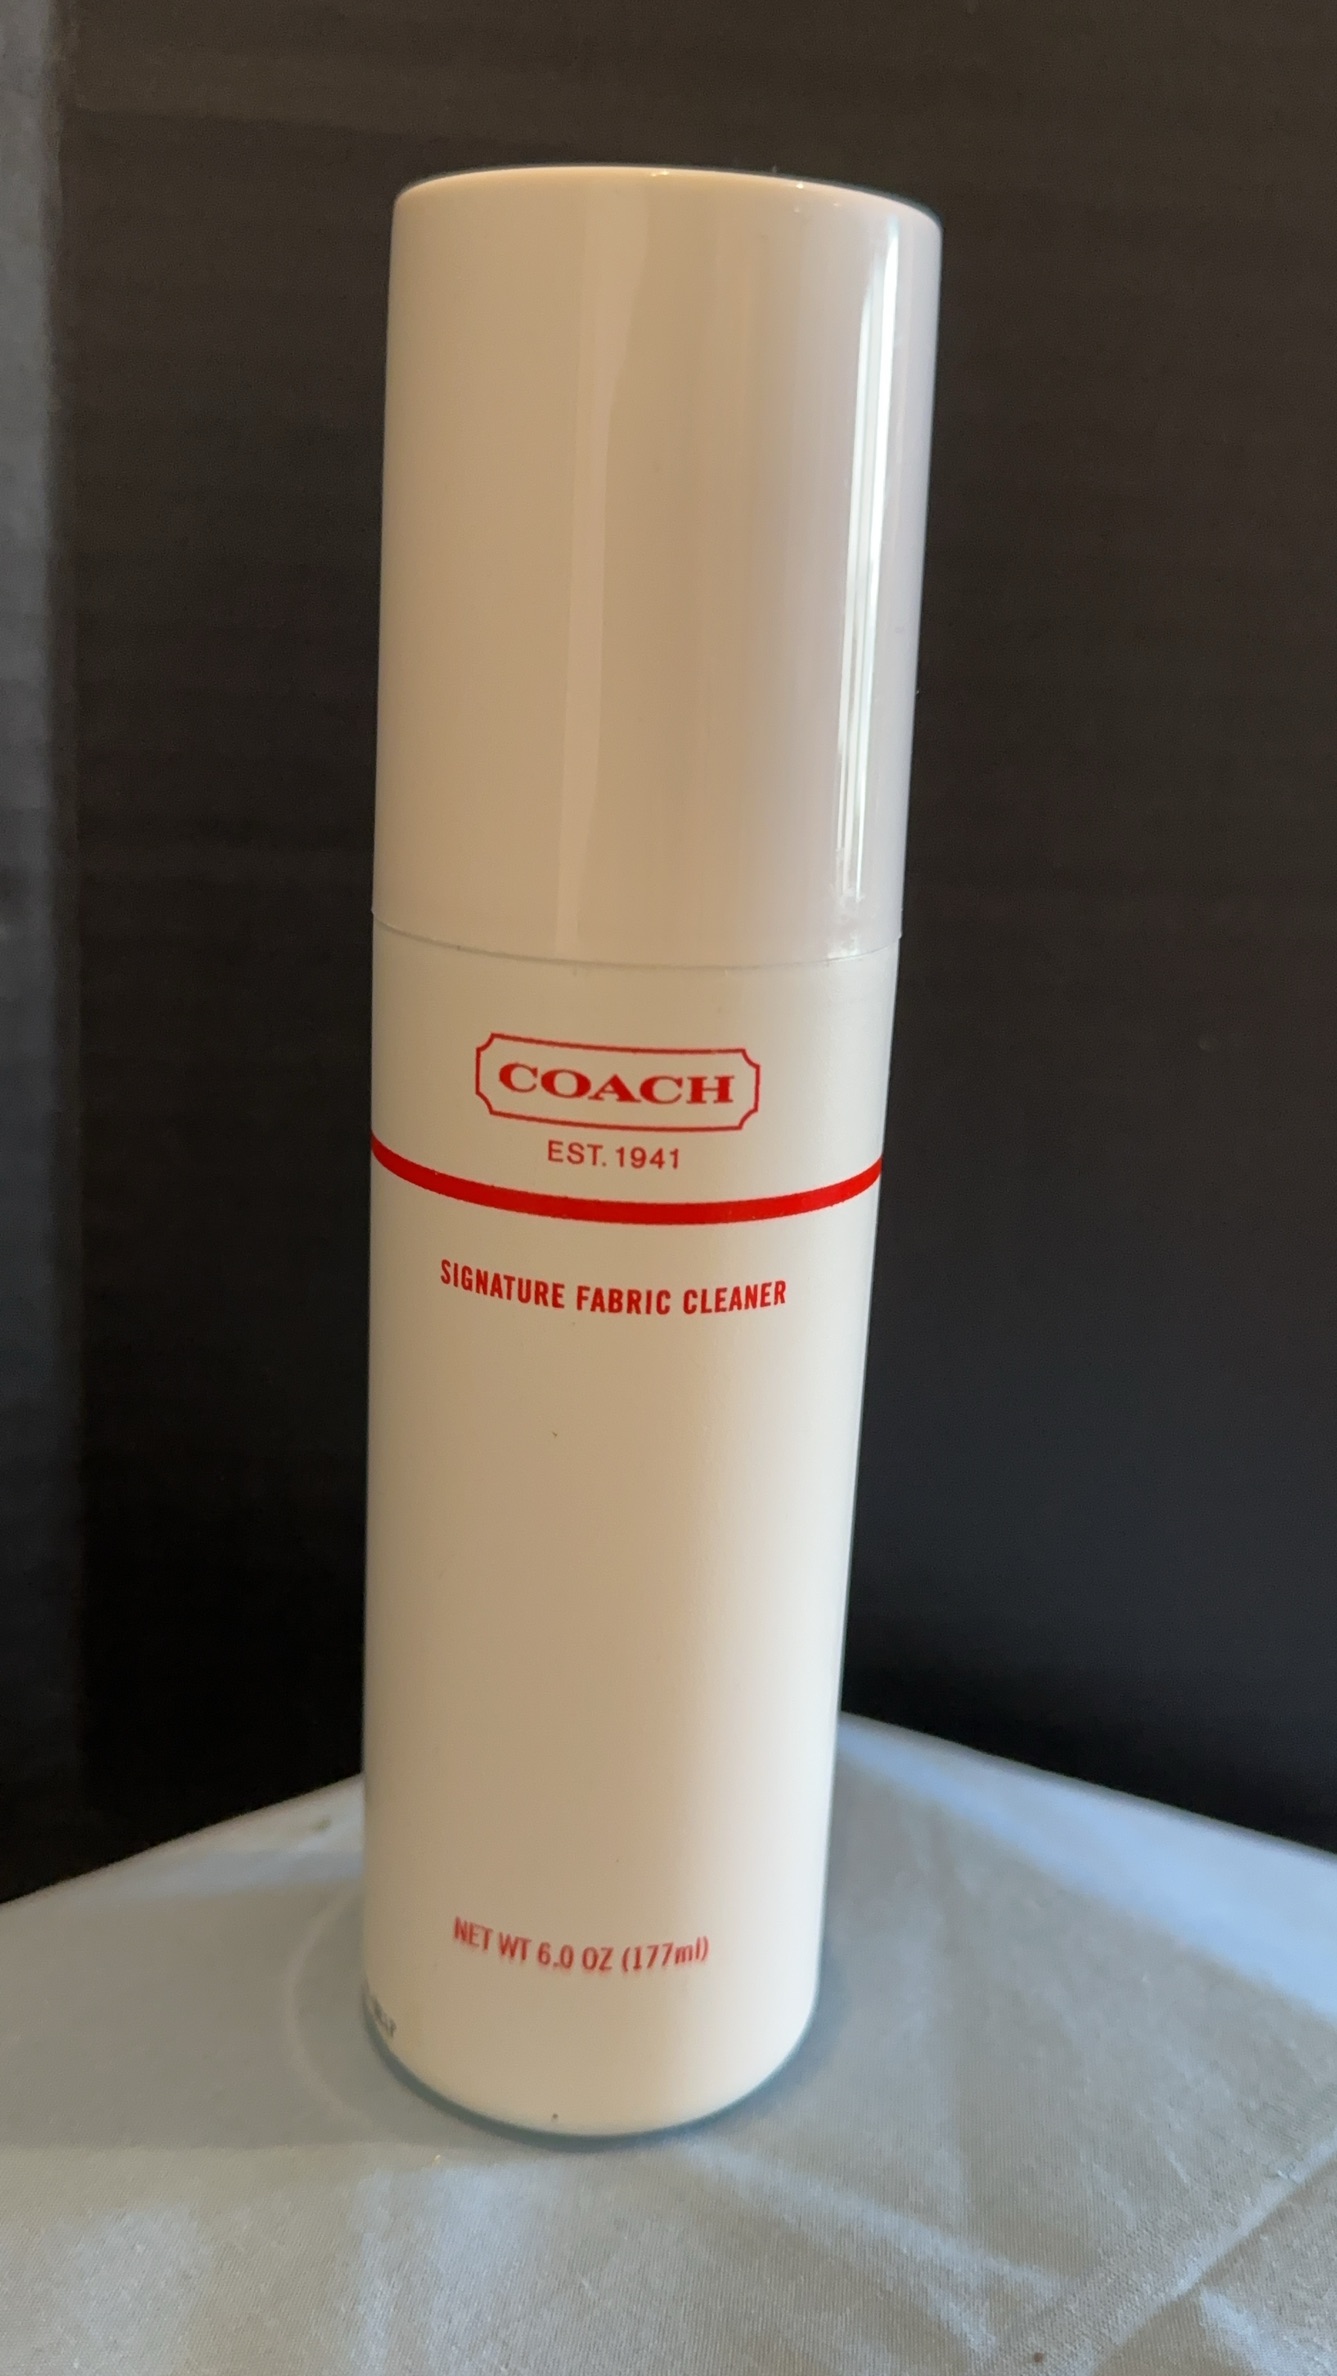 COACH
EST. 1941
SIGNATURE FABRIC CLEANER
NET WT 6.0 OZ (177ml)